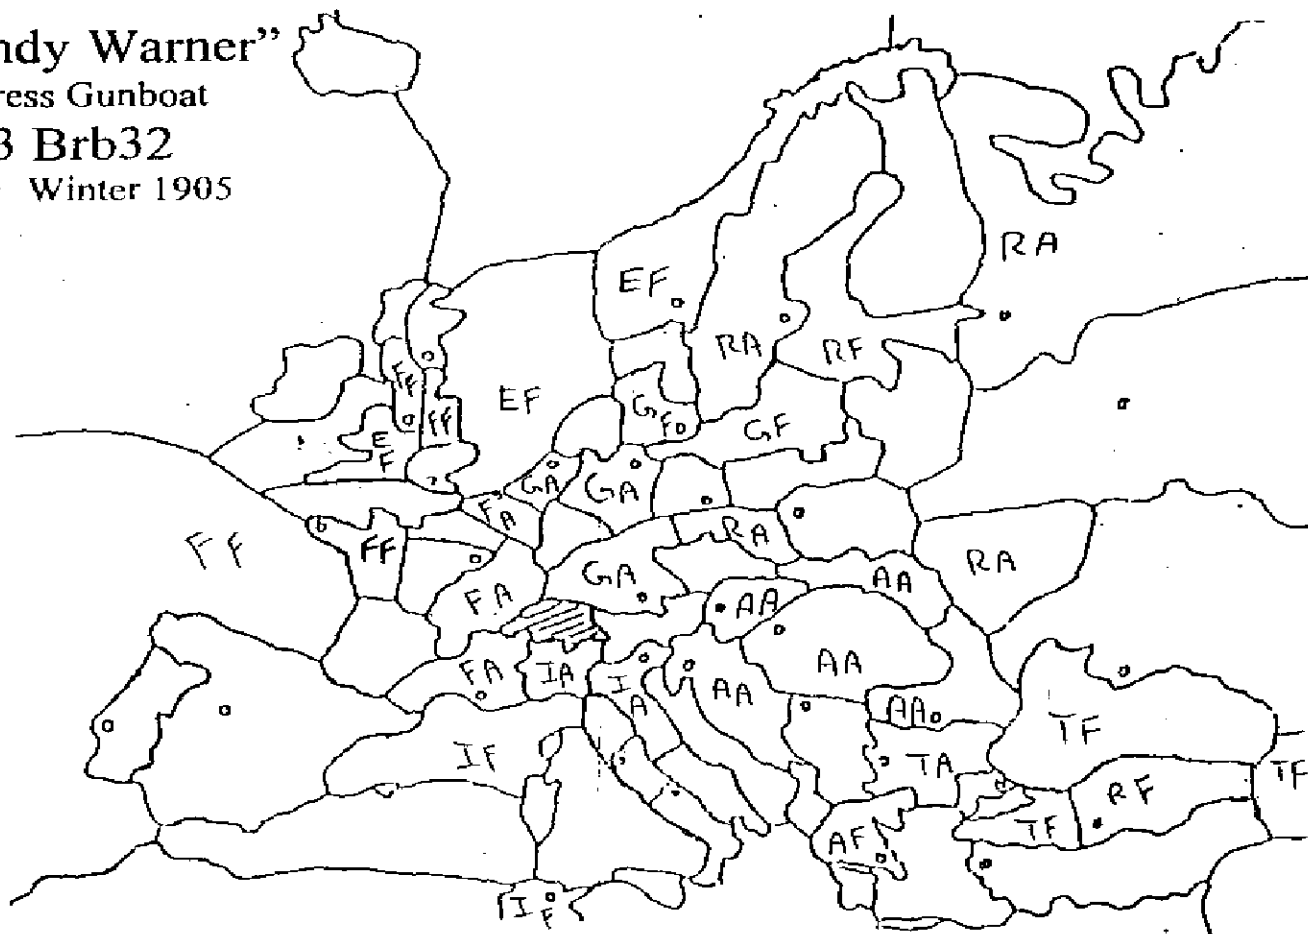 ndy Warner”
ress Gunboat
3 Brb32
Winter 1905
RA
EF
RA
RF
FF
EF
G
FF
GF
E
F
Fo
GA
GA
F
A
RA
FF
FF
RA
GA
AA
FA
AA
FA
IA
I
AA
AA
A
AA
TF
IF
TA
TF
RF
TF
AF
I
F